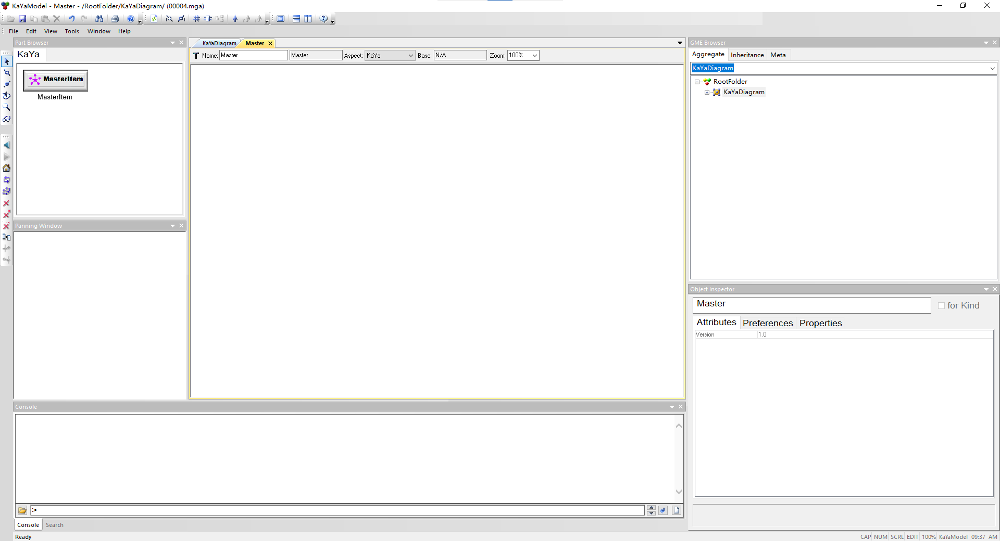 KaYaModel - Master - /RootFolder/KaYaDiagram/ (00004.mga)
File Edit View Tools Window Help
Part Browser
KaYa
MasterItem
MasterItem
Panning Window
KaYaDiagram Master
Name: Master Master Aspect: KaYa Base: N/A Zoom: 100%
GME Browser
Aggregate Inheritance Meta
KaYaDiagram
RootFolder
KaYaDiagram
Object Inspector
Master for Kind
Attributes Preferences Properties
Version 1.0
Console
>
Console Search
Ready CAP NUM SCRL EDIT 100% KaYaModel 09:37 AM